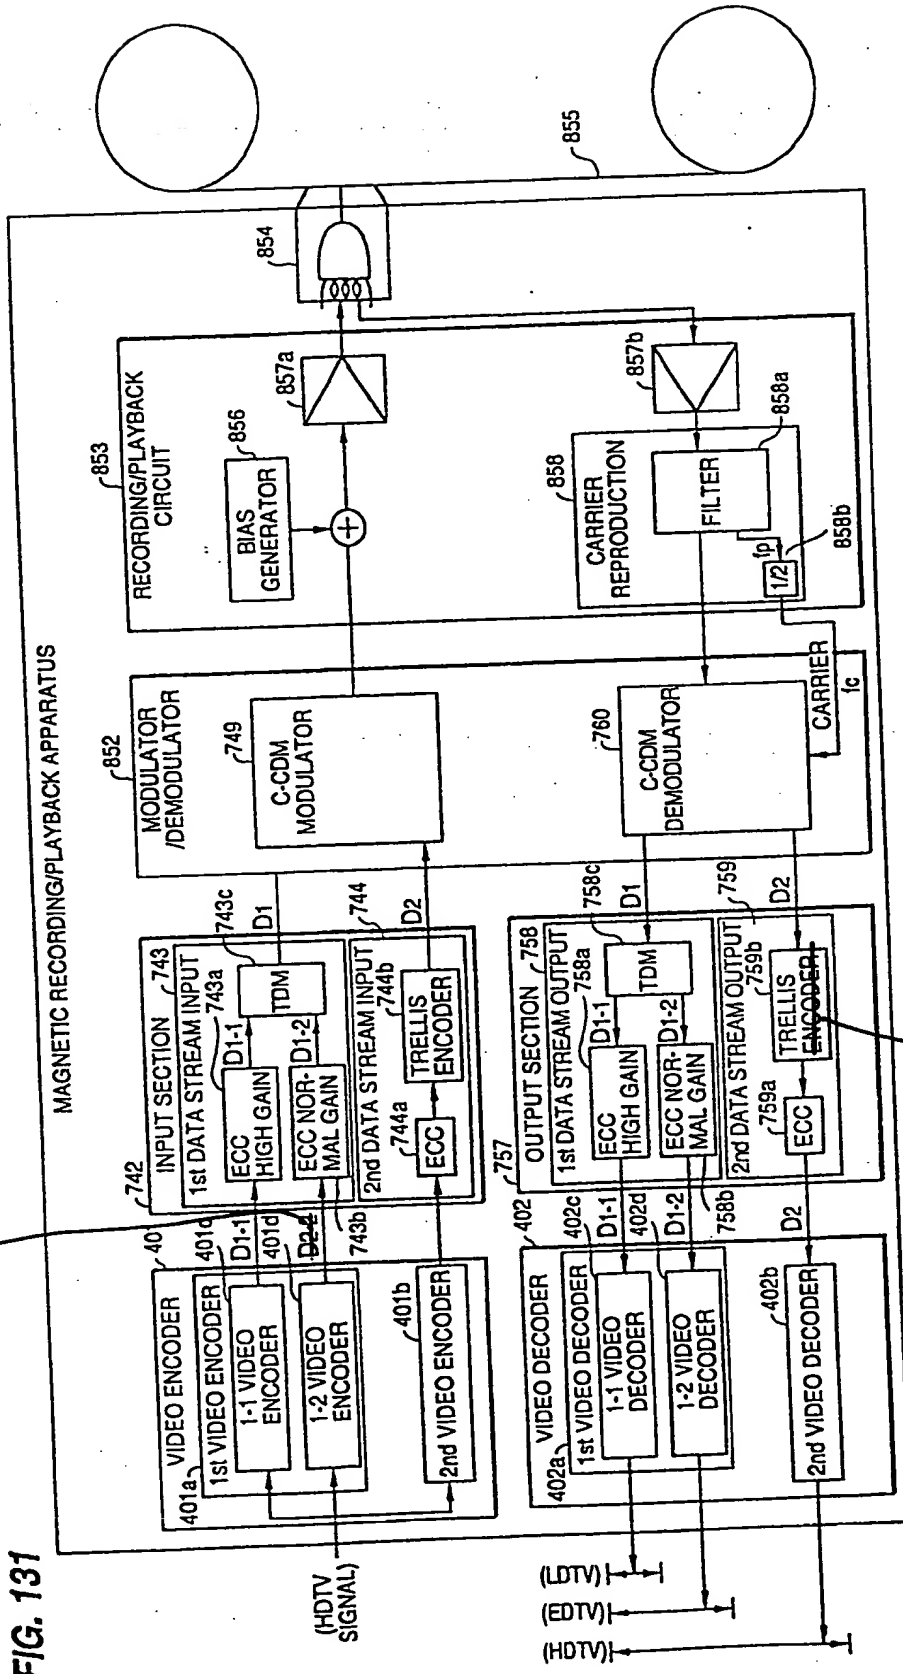 FIG. 131
MAGNETIC RECORDING/PLAYBACK APPARATUS
(HDTV
SIGNAL)
401
VIDEO ENCODER
401a
1st VIDEO ENCODER
401c
1-1 VIDEO
ENCODER
401d
1-2 VIDEO
ENCODER
401b
2nd VIDEO ENCODER
D1-1
D2-2
742
INPUT SECTION
743
1st DATA STREAM INPUT
743a
ECC
HIGH GAIN
D1-1
743c
TDM
ECC NOR-
MAL GAIN
D1-2
743b
744
2nd DATA STREAM INPUT
744a
ECC
744b
TRELLIS
ENCODER
D1
D2
852
MODULATOR
/DEMODULATOR
749
C-CDM
MODULATOR
760
C-CDM
DEMODULATOR
CARRIER
fc
853
RECORDING/PLAYBACK
CIRCUIT
856
BIAS
GENERATOR
+
857a
854
855
857b
858
CARRIER
REPRODUCTION
858a
FILTER
fp
1/2
858b
757
OUTPUT SECTION
758
1st DATA STREAM OUTPUT
758a
ECC
HIGH GAIN
D1-1
758c
TDM
ECC NOR-
MAL GAIN
D1-2
758b
759
2nd DATA STREAM OUTPUT
759a
ECC
759b
TRELLIS
ENCODER
D1
D2
402
VIDEO DECODER
402a
1st VIDEO DECODER
402c
1-1 VIDEO
DECODER
402d
1-2 VIDEO
DECODER
402b
2nd VIDEO DECODER
D1-1
D1-2
D2
(LDTV)
(EDTV)
(HDTV)